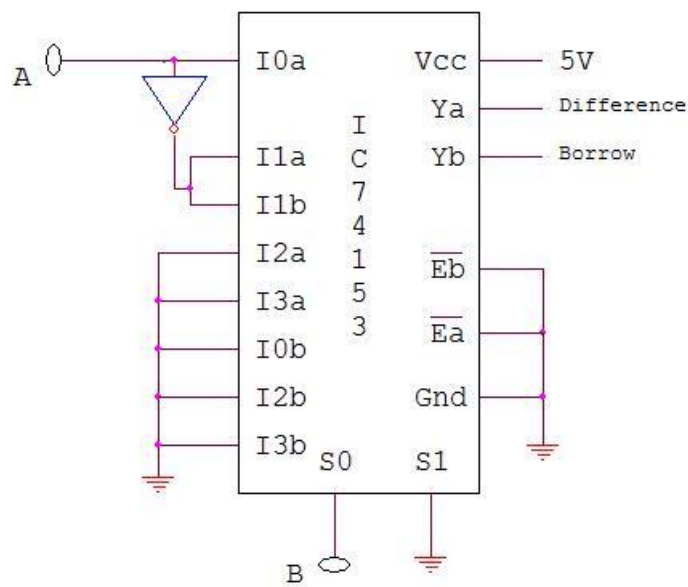 A
I0a
I1a
I1b
I2a
I3a
I0b
I2b
I3b
I
C
7
4
1
5
3
Vcc
Ya
Yb
Eb
Ea
Gnd
5V
Difference
Borrow
S0 S1
B